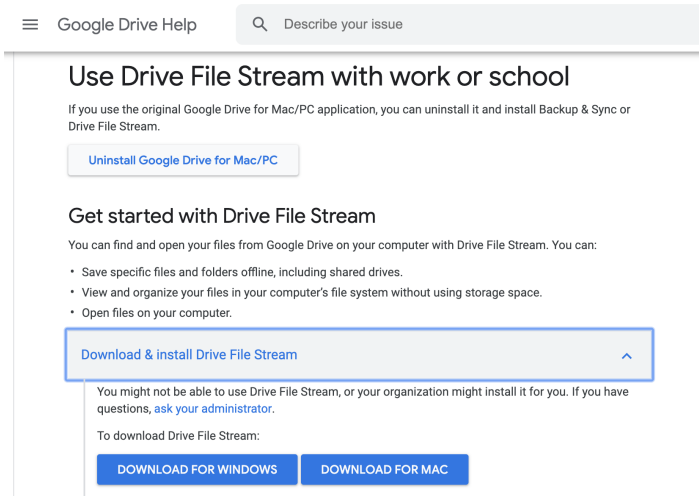 Google Drive Help
Describe your issue
Use Drive File Stream with work or school
If you use the original Google Drive for Mac/PC application, you can uninstall it and install Backup & Sync or
Drive File Stream.
Uninstall Google Drive for Mac/PC
Get started with Drive File Stream
You can find and open your files from Google Drive on your computer with Drive File Stream. You can:
• Save specific files and folders offline, including shared drives.
• View and organize your files in your computer's file system without using storage space.
• Open files on your computer.
Download & install Drive File Stream
You might not be able to use Drive File Stream, or your organization might install it for you. If you have
questions, ask your administrator.
To download Drive File Stream:
DOWNLOAD FOR WINDOWS
DOWNLOAD FOR MAC